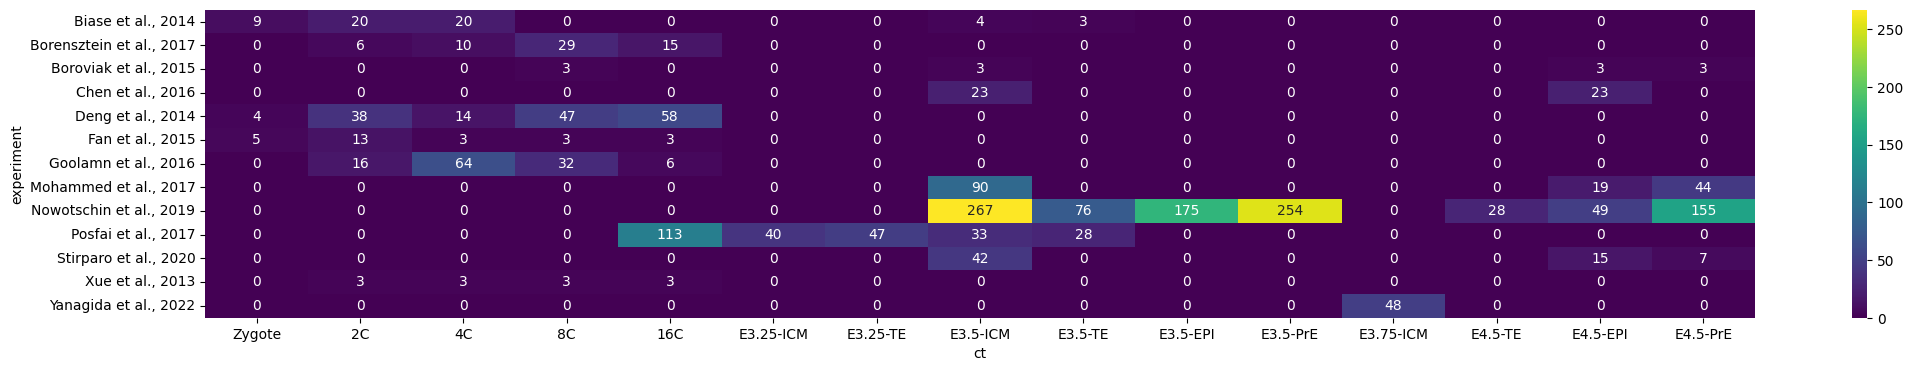 experiment
Biase et al., 2014 9 20 20 0 0 0 0 4 3 0 0 0 0 0 0
Borensztein et al., 2017 0 6 10 29 15 0 0 0 0 0 0 0 0 0 0
Boroviak et al., 2015 0 0 0 3 0 0 0 3 0 0 0 0 0 3 3
Chen et al., 2016 0 0 0 0 0 0 0 23 0 0 0 0 0 23 0
Deng et al., 2014 4 38 14 47 58 0 0 0 0 0 0 0 0 0 0
Fan et al., 2015 5 13 3 3 3 0 0 0 0 0 0 0 0 0 0
Goolamn et al., 2016 0 16 64 32 6 0 0 0 0 0 0 0 0 0 0
Mohammed et al., 2017 0 0 0 0 0 0 0 90 0 0 0 0 0 19 44
Nowotschin et al., 2019 0 0 0 0 0 0 0 267 76 175 254 0 28 49 155
Posfai et al., 2017 0 0 0 0 113 40 47 33 28 0 0 0 0 0 0
Stirparo et al., 2020 0 0 0 0 0 0 0 42 0 0 0 0 0 15 7
Xue et al., 2013 0 3 3 3 3 0 0 0 0 0 0 0 0 0 0
Yanagida et al., 2022 0 0 0 0 0 0 0 0 0 0 0 48 0 0 0
Zygote 2C 4C 8C 16C E3.25-ICM E3.25-TE E3.5-ICM E3.5-TE E3.5-EPI E3.5-PrE E3.75-ICM E4.5-TE E4.5-EPI E4.5-PrE
ct
250
200
150
100
50
0